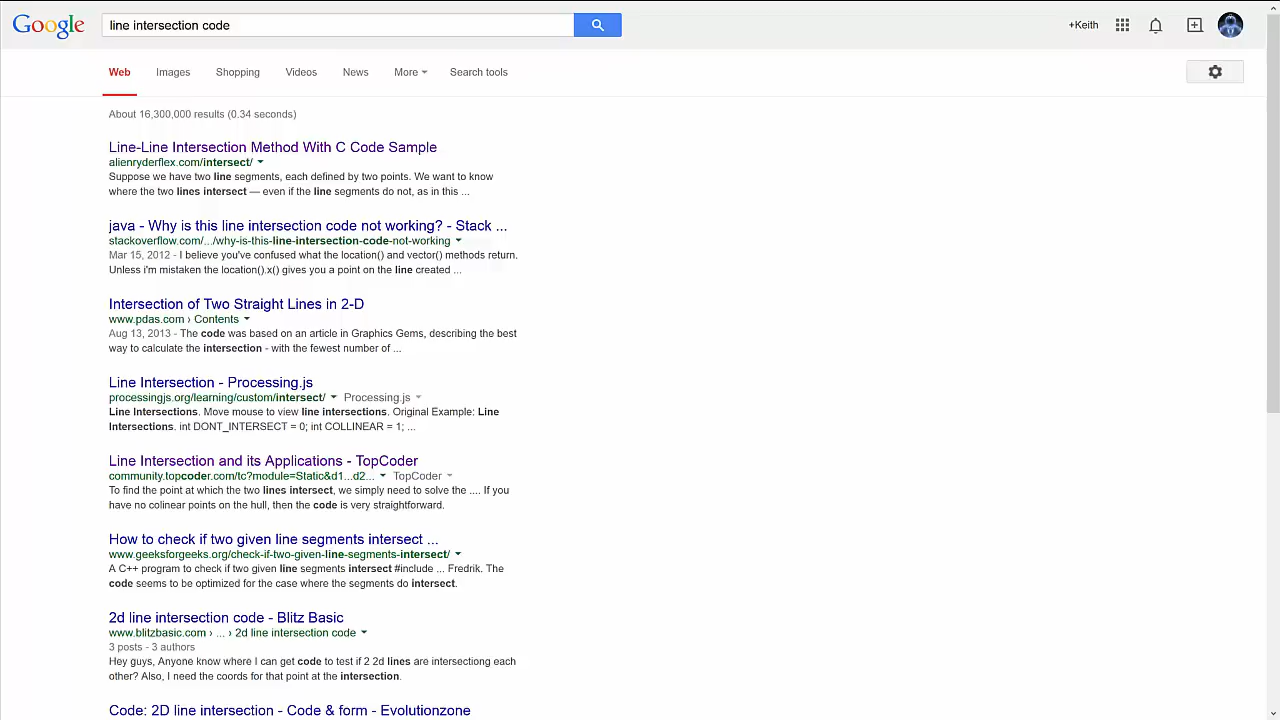 Google
line intersection code
+Keith
Web Images Shopping Videos News More Search tools
About 16,300,000 results (0.34 seconds)
Line-Line Intersection Method With C Code Sample
alienryderflex.com/intersect/
Suppose we have two line segments, each defined by two points. We want to know
where the two lines intersect — even if the line segments do not, as in this ...
java - Why is this line intersection code not working? - Stack ...
stackoverflow.com/.../why-is-this-line-intersection-code-not-working
Mar 15, 2012 - I believe you've confused what the location() and vector() methods return.
Unless i'm mistaken the location().x() gives you a point on the line created ...
Intersection of Two Straight Lines in 2-D
www.pdas.com › Contents
Aug 13, 2013 - The code was based on an article in Graphics Gems, describing the best
way to calculate the intersection - with the fewest number of ...
Line Intersection - Processing.js
processingjs.org/learning/custom/intersect/ Processing.js
Line Intersections. Move mouse to view line intersections. Original Example: Line
Intersections. int DONT_INTERSECT = 0; int COLLINEAR = 1; ...
Line Intersection and its Applications - TopCoder
community.topcoder.com/tc?module=Static&d1...d2... TopCoder
To find the point at which the two lines intersect, we simply need to solve the .... If you
have no colinear points on the hull, then the code is very straightforward.
How to check if two given line segments intersect ...
www.geeksforgeeks.org/check-if-two-given-line-segments-intersect/
A C++ program to check if two given line segments intersect #include ... Fredrik. The
code seems to be optimized for the case where the segments do intersect.
2d line intersection code - Blitz Basic
www.blitzbasic.com › ... › 2d line intersection code
3 posts - 3 authors
Hey guys, Anyone know where I can get code to test if 2 2d lines are intersectiong each
other? Also, I need the coords for that point at the intersection.
Code: 2D line intersection - Code & form - Evolutionzone